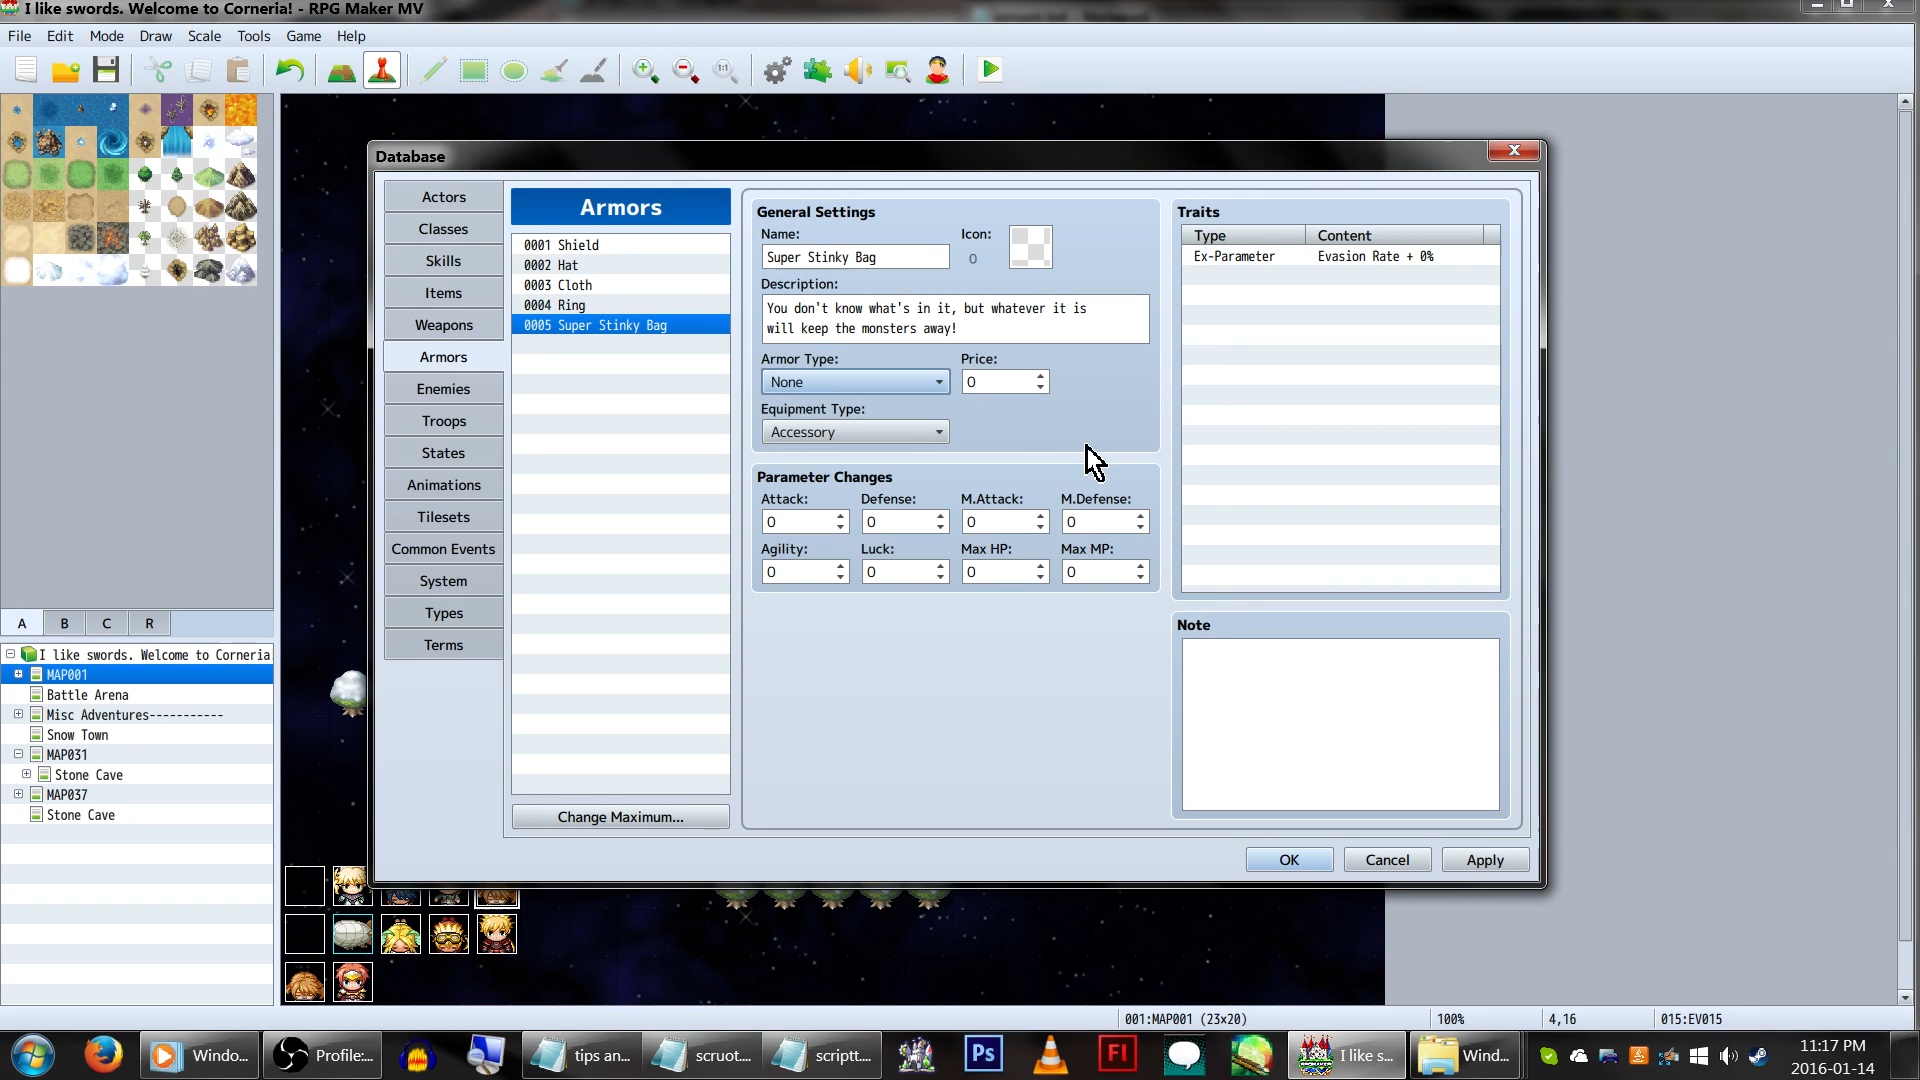 I like swords. Welcome to Corneria! - RPG Maker MV
File Edit Mode Draw Scale Tools Game Help
1:1
Database
Actors
Classes
Skills
Items
Weapons
Armors
Enemies
Troops
States
Animations
Tilesets
Common Events
System
Types
Terms
Armors
0001 Shield
0002 Hat
0003 Cloth
0004 Ring
0005 Super Stinky Bag
Change Maximum...
General Settings
Name:
Super Stinky Bag
Icon:
0
Description:
You don't know what's in it, but whatever it is
will keep the monsters away!
Armor Type:
None
Price:
0
Equipment Type:
Accessory
Parameter Changes
Attack: Defense: M.Attack: M.Defense:
0 0 0 0
Agility: Luck: Max HP: Max MP:
0 0 0 0
Traits
Type Content
Ex-Parameter Evasion Rate + 0%
Note
OK Cancel Apply
A B C R
I like swords. Welcome to Corneria
MAP001
Battle Arena
Misc Adventures-----------
Snow Town
MAP031
Stone Cave
MAP037
Stone Cave
001:MAP001 (23x20) 100% 4,16 015:EV015
Windo... Profile:... tips an... scruot... scriptt... Ps Fl I like s... Wind...
11:17 PM
2016-01-14